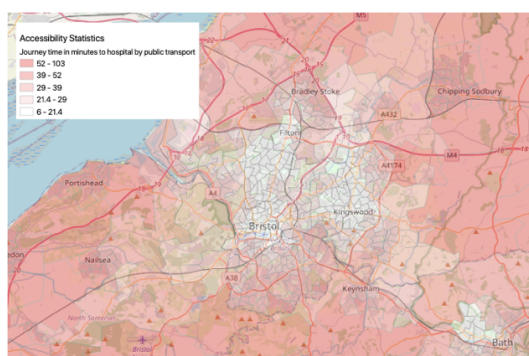 Accessibility Statistics
Journey time in minutes to hospital by public transport
52 - 103
39 - 52
29 - 39
21.4 - 29
6 - 21.4
M5
Bradley Stoke
Chipping Sodbury
A432
Filton
M4
A4174
Portishead
A4
Kingswood
Bristol
Nailsea
A38
Keynsham
North Somerset
Bristol
Bath